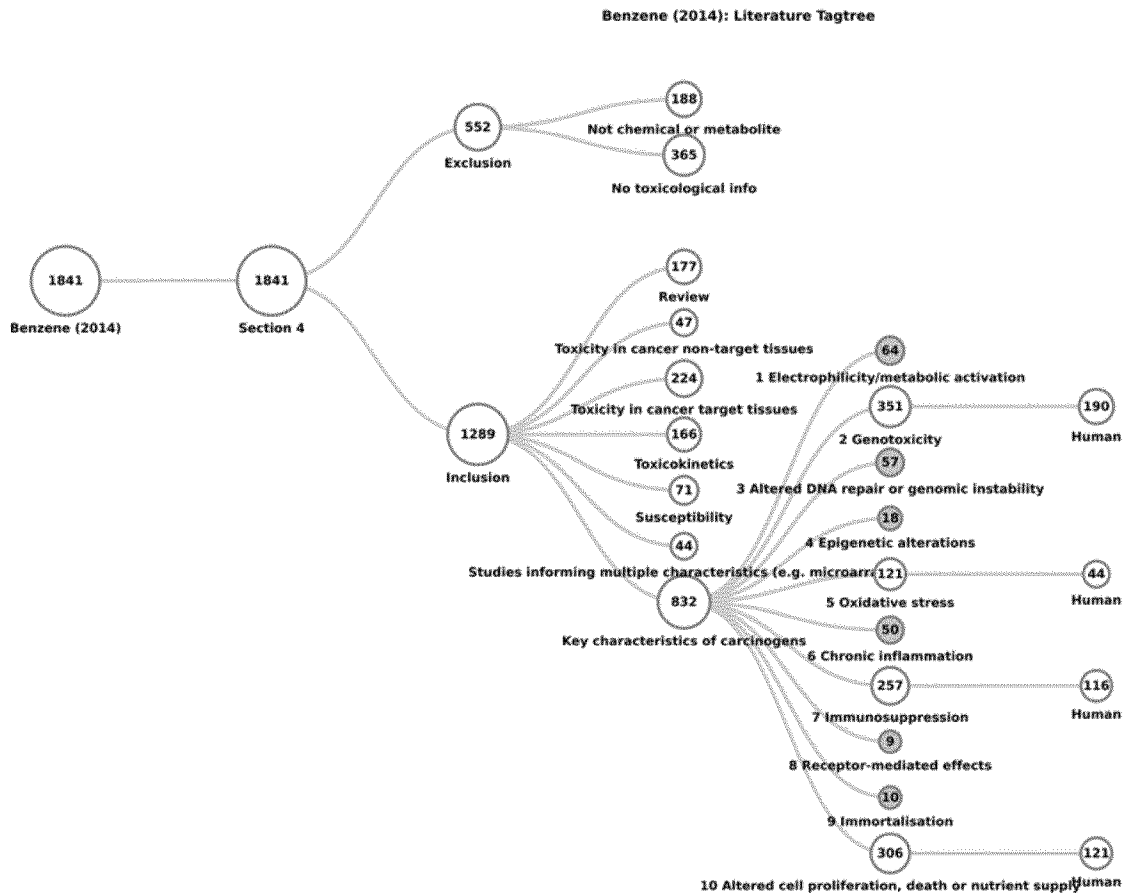 Benzene (2014): Literature Tagtree
188
Not chemical or metabolite
552
Exclusion
365
No toxicological info
1841
Benzene (2014)
1841
Section 4
177
Review
47
Toxicity in cancer non-target tissues
64
1 Electrophilicity/metabolic activation
224
Toxicity in cancer target tissues
351
2 Genotoxicity
190
Human
1289
Inclusion
166
Toxicokinetics
57
3 Altered DNA repair or genomic instability
71
Susceptibility
18
4 Epigenetic alterations
44
Studies informing multiple characteristics (e.g. microarr
121
5 Oxidative stress
44
Human
832
Key characteristics of carcinogens
50
6 Chronic inflammation
257
7 Immunosuppression
116
Human
9
8 Receptor-mediated effects
10
9 Immortalisation
306
10 Altered cell proliferation, death or nutrient supply
121
Human